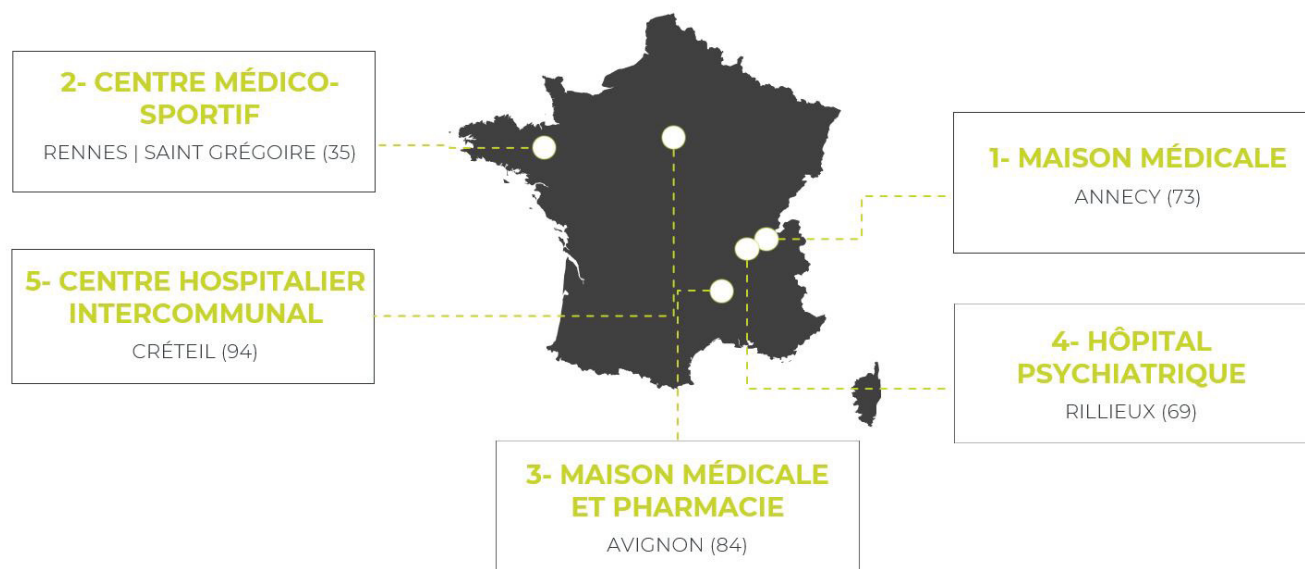 2- CENTRE MÉDICO-
SPORTIF
RENNES | SAINT GRÉGOIRE (35)
1- MAISON MÉDICALE
ANNECY (73)
5- CENTRE HOSPITALIER
INTERCOMMUNAL
CRÉTEIL (94)
4- HÔPITAL
PSYCHIATRIQUE
RILLIEUX (69)
3- MAISON MÉDICALE
ET PHARMACIE
AVIGNON (84)